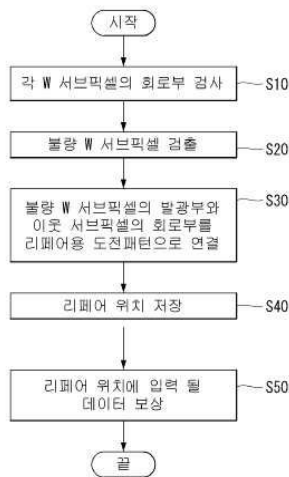 시작
각 W 서브픽셀의 회로부 검사
S10
불량 W 서브픽셀 검출
S20
불량 W 서브픽셀의 발광부와
이웃 서브픽셀의 회로부를
리페어용 도전패턴으로 연결
S30
리페어 위치 저장
S40
리페어 위치에 입력 될
데이터 보상
S50
끝